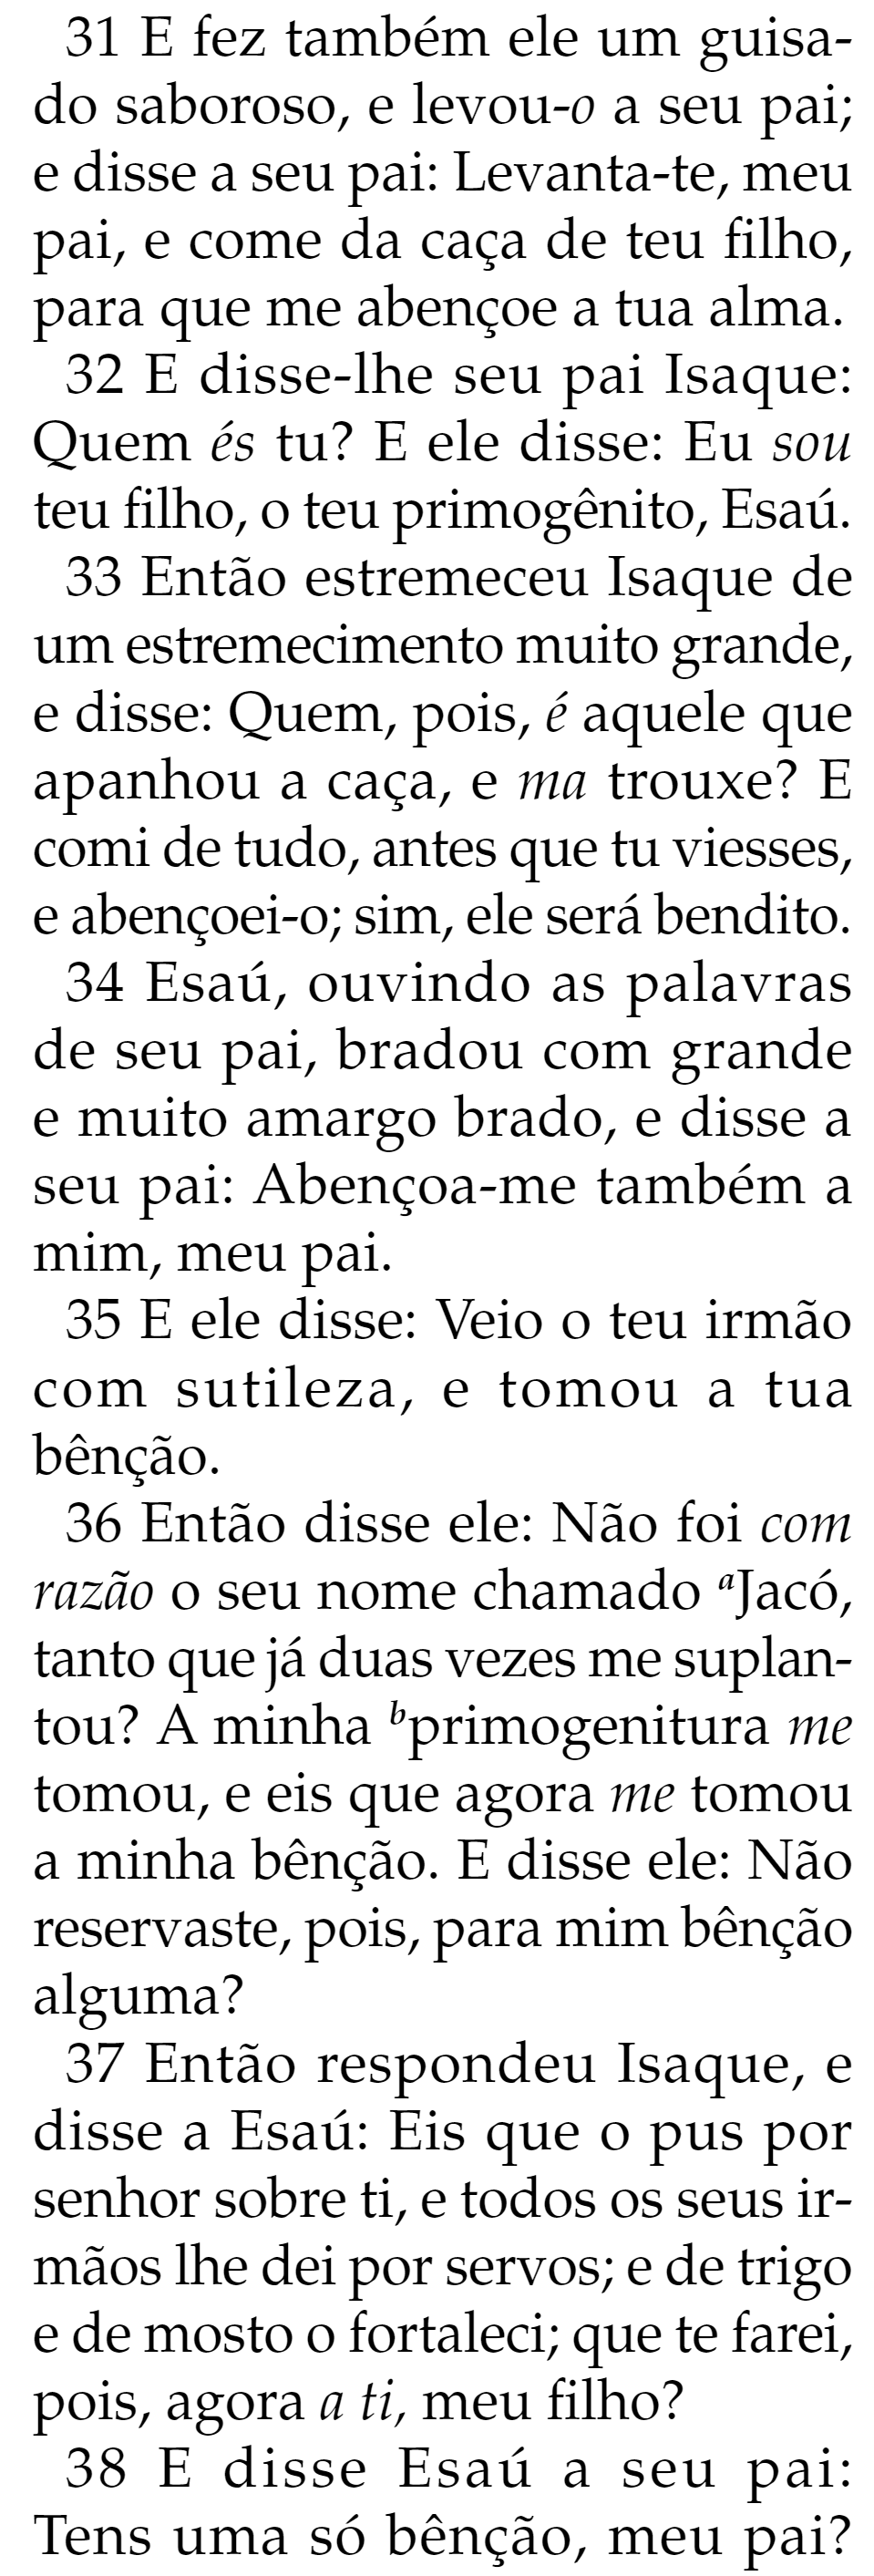 31 E fez também ele um guisa-
do saboroso, e levou-o a seu pai;
e disse a seu pai: Levanta-te, meu
pai, e come da caça de teu filho,
para que me abençoe a tua alma.
32 E disse-lhe seu pai Isaque:
Quem és tu? E ele disse: Eu sou
teu filho, o teu primogênito, Esaú.
33 Então estremeceu Isaque de
um estremecimento muito grande,
e disse: Quem, pois, é aquele que
apanhou a caça, e ma trouxe? E
comi de tudo, antes que tu viesses,
e abençoei-o; sim, ele será bendito.
34 Esaú, ouvindo as palavras
de seu pai, bradou com grande
e muito amargo brado, e disse a
seu pai: Abençoa-me também a
mim, meu pai.
35 E ele disse: Veio o teu irmão
com sutileza, e tomou a tua
bênção.
36 Então disse ele: Não foi com
razão o seu nome chamado aJacó,
tanto que já duas vezes me suplan-
tou? A minha bprimogenitura me
tomou, e eis que agora me tomou
a minha bênção. E disse ele: Não
reservaste, pois, para mim bênção
alguma?
37 Então respondeu Isaque, e
disse a Esaú: Eis que o pus por
senhor sobre ti, e todos os seus ir-
mãos lhe dei por servos; e de trigo
e de mosto o fortaleci; que te farei,
pois, agora a ti, meu filho?
38 E disse Esaú a seu pai:
Tens uma só bênção, meu pai?